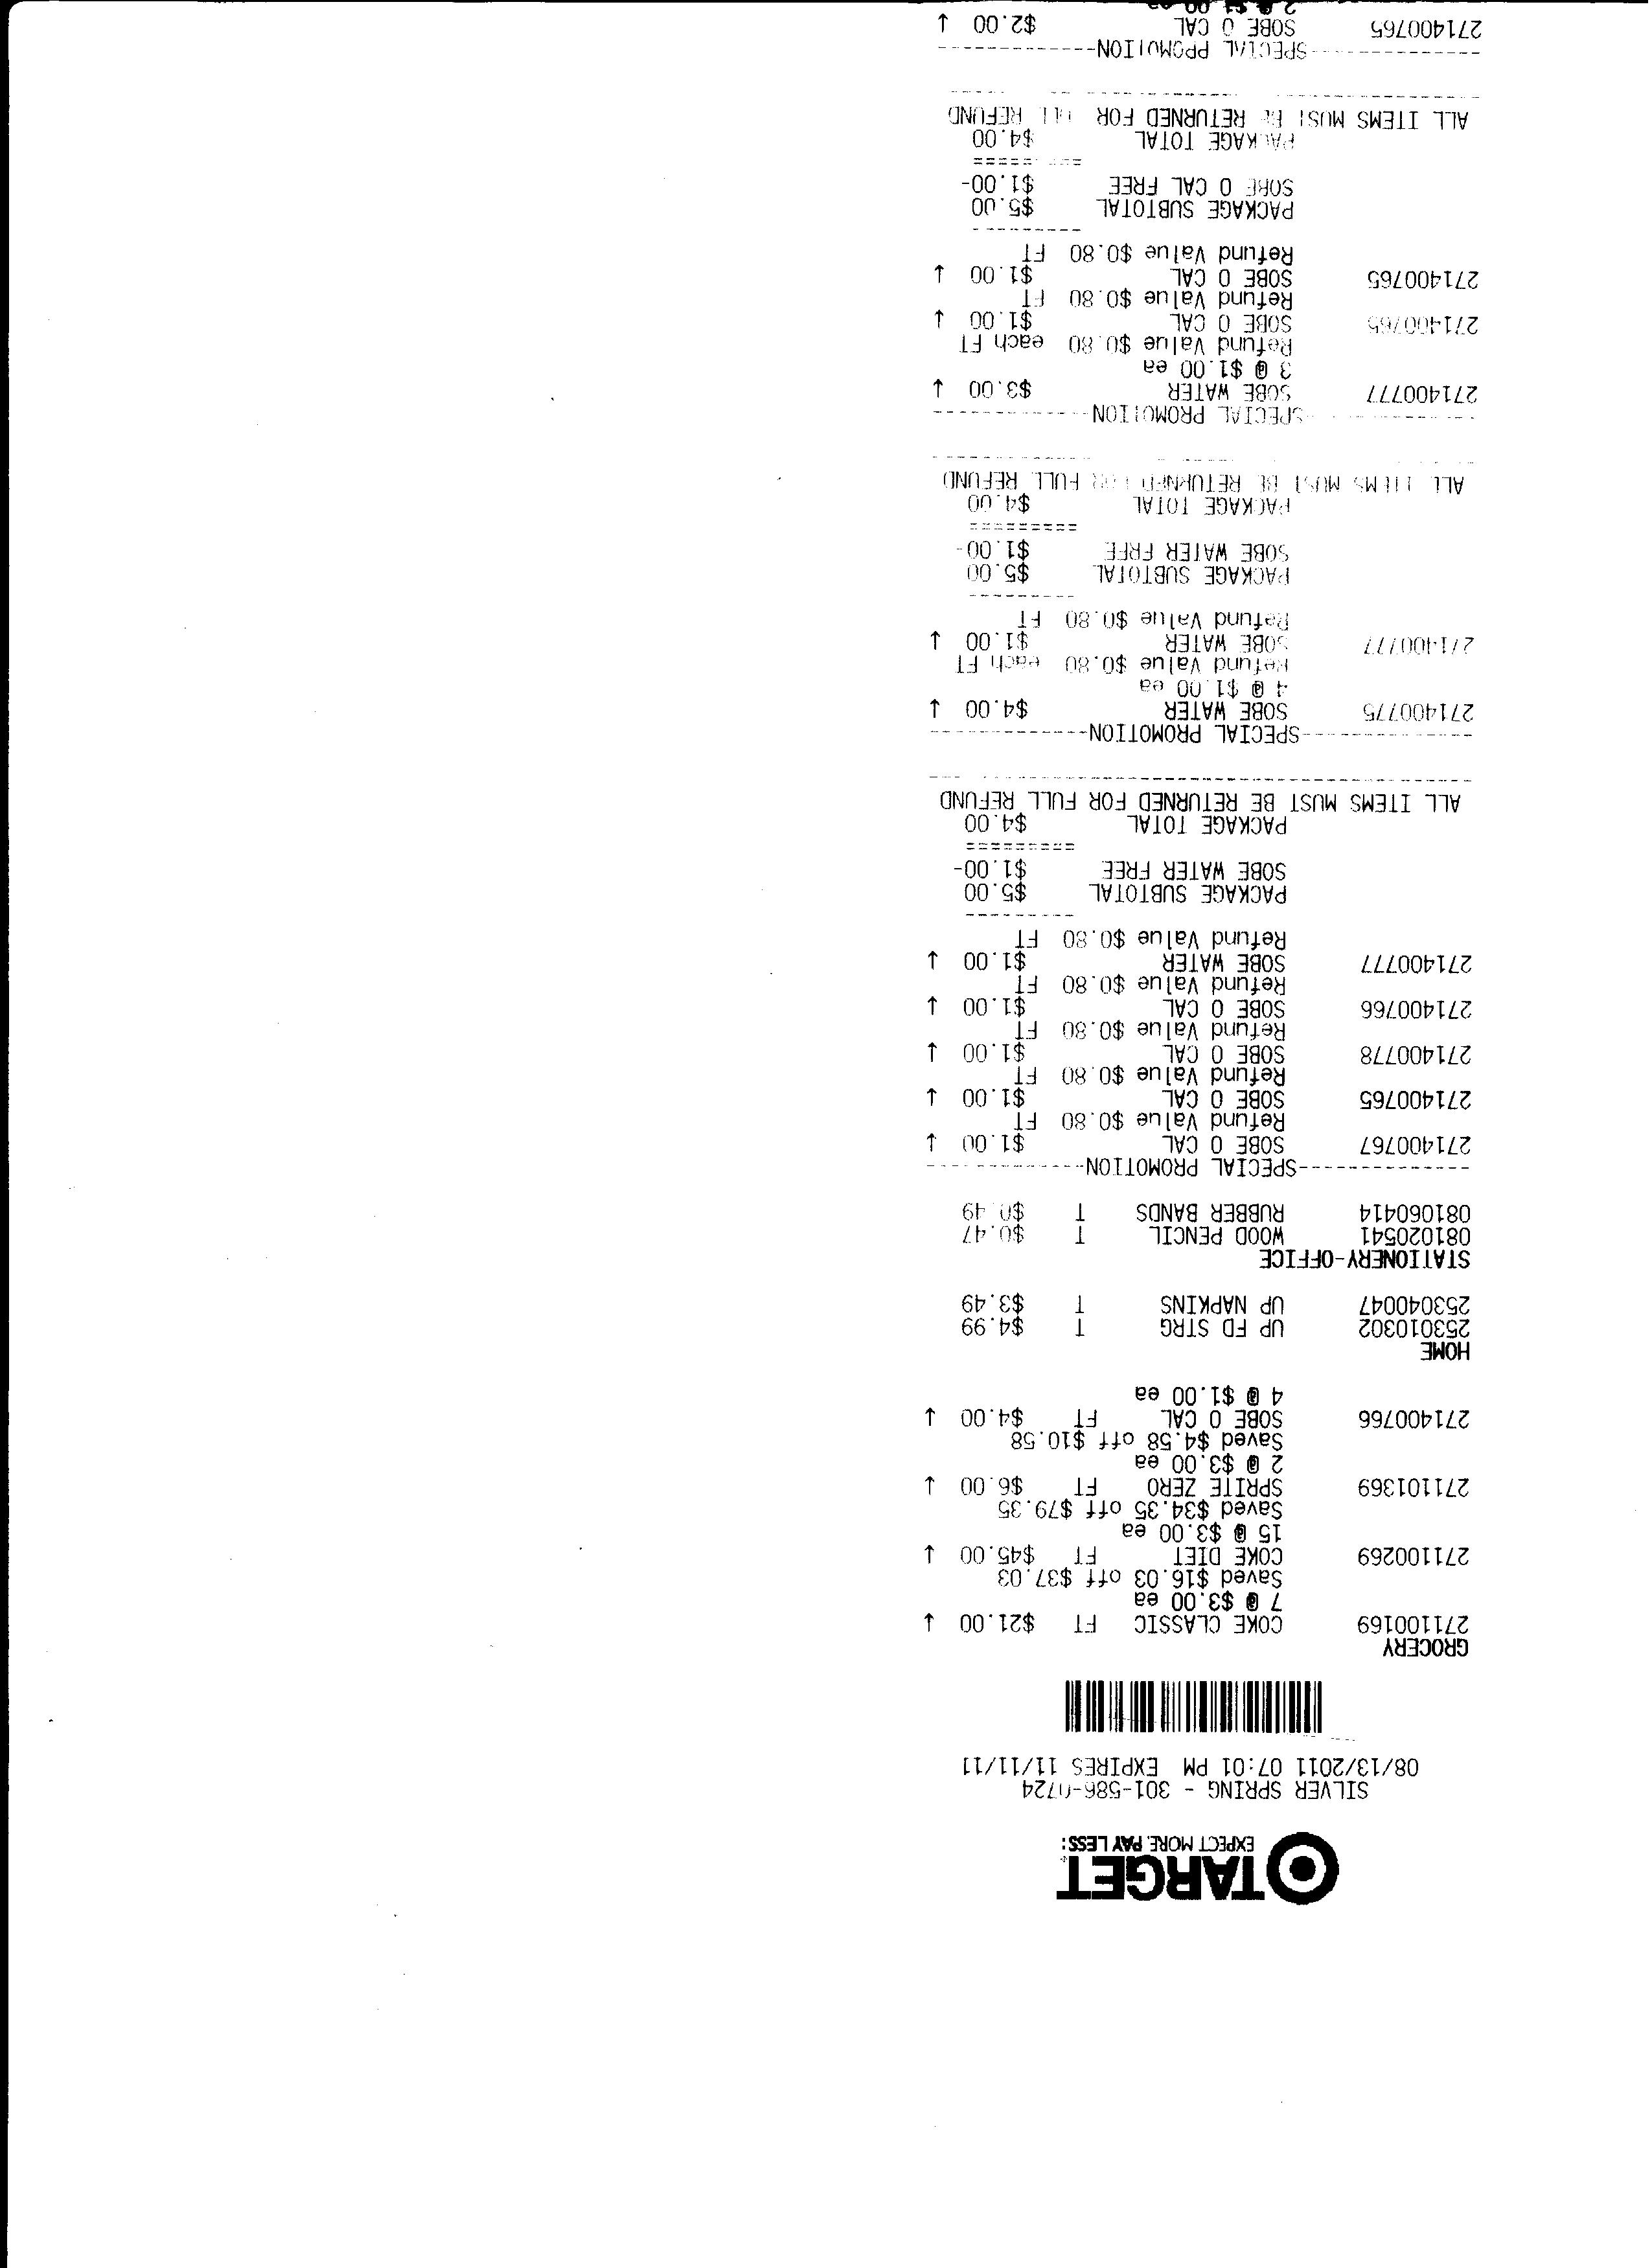 TARGET
EXPECT MORE. PAY LESS.
SILVER SPRING - 301-586-0724
08/13/2011 07:01 PM EXPIRES 11/11/11
GROCERY
271100169 COKE CLASSIC FT $21.00 ↓
7 @ $3.00 ea
Saved $16.03 off $37.03
271100269 COKE DIET FT $45.00 ↓
15 @ $3.00 ea
Saved $34.35 off $79.35
271101369 SPRITE ZERO FT $6.00 ↓
2 @ $3.00 ea
Saved $4.58 off $10.58
271400766 SOBE 0 CAL FT $4.00 ↓
4 @ $1.00 ea
HOME
253010302 UP FD STRG T $4.99
253040047 UP NAPKINS T $3.49
STATIONERY-OFFICE
081020541 WOOD PENCIL T $0.47
081060414 RUBBER BANDS T $0.49
---------------SPECIAL PROMOTION--------------
271400767 SOBE 0 CAL $1.00 ↓
Refund Value $0.80 FT
271400765 SOBE 0 CAL $1.00 ↓
Refund Value $0.80 FT
271400778 SOBE 0 CAL $1.00 ↓
Refund Value $0.80 FT
271400766 SOBE 0 CAL $1.00 ↓
Refund Value $0.80 FT
271400777 SOBE WATER $1.00 ↓
Refund Value $0.80 FT
---------
PACKAGE SUBTOTAL $5.00
SOBE WATER FREE $1.00-
=========
PACKAGE TOTAL $4.00
ALL ITEMS MUST BE RETURNED FOR FULL REFUND
----------------------------------------------
---------------SPECIAL PROMOTION--------------
271400775 SOBE WATER $4.00 ↓
4 @ $1.00 ea
Refund Value $0.80 each FT
271400777 SOBE WATER $1.00 ↓
Refund Value $0.80 FT
---------
PACKAGE SUBTOTAL $5.00
SOBE WATER FREE $1.00-
=========
PACKAGE TOTAL $4.00
ALL ITEMS MUST BE RETURNED FOR FULL REFUND
----------------------------------------------
---------------SPECIAL PROMOTION--------------
271400777 SOBE WATER $3.00 ↓
3 @ $1.00 ea
Refund Value $0.80 each FT
271400765 SOBE 0 CAL $1.00 ↓
Refund Value $0.80 FT
271400765 SOBE 0 CAL $1.00 ↓
Refund Value $0.80 FT
---------
PACKAGE SUBTOTAL $5.00
SOBE 0 CAL FREE $1.00-
=========
PACKAGE TOTAL $4.00
ALL ITEMS MUST BE RETURNED FOR FULL REFUND
----------------------------------------------
---------------SPECIAL PROMOTION--------------
271400765 SOBE 0 CAL $2.00 ↓
2 @ $1.00 ea